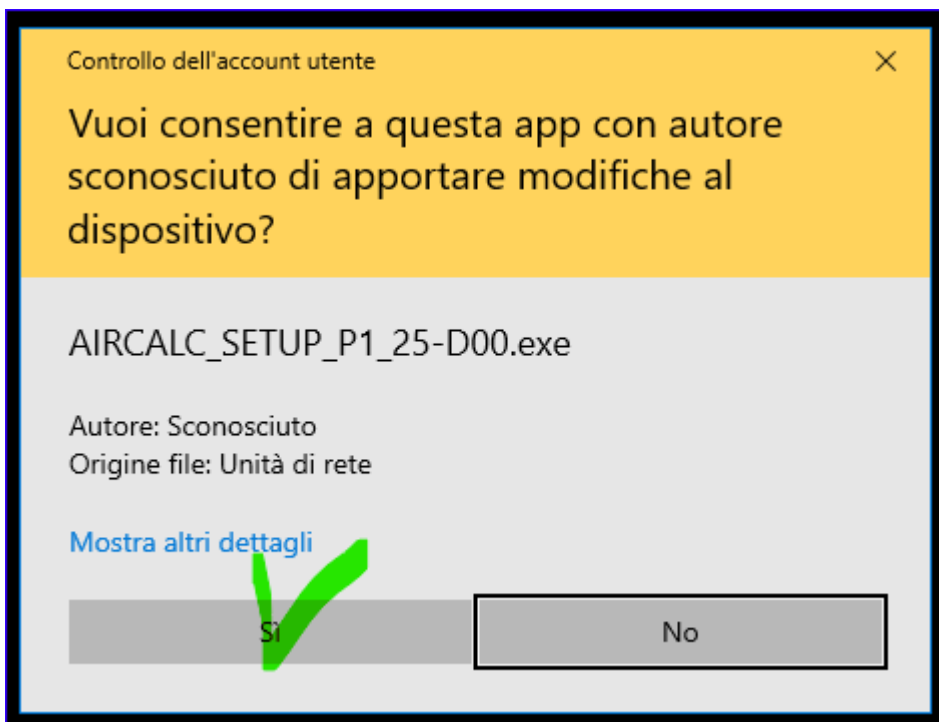 Controllo dell'account utente
Vuoi consentire a questa app con autore
sconosciuto di apportare modifiche al
dispositivo?
AIRCALC_SETUP_P1_25-D00.exe
Autore: Sconosciuto
Origine file: Unità di rete
Mostra altri dettagli
Sì
No